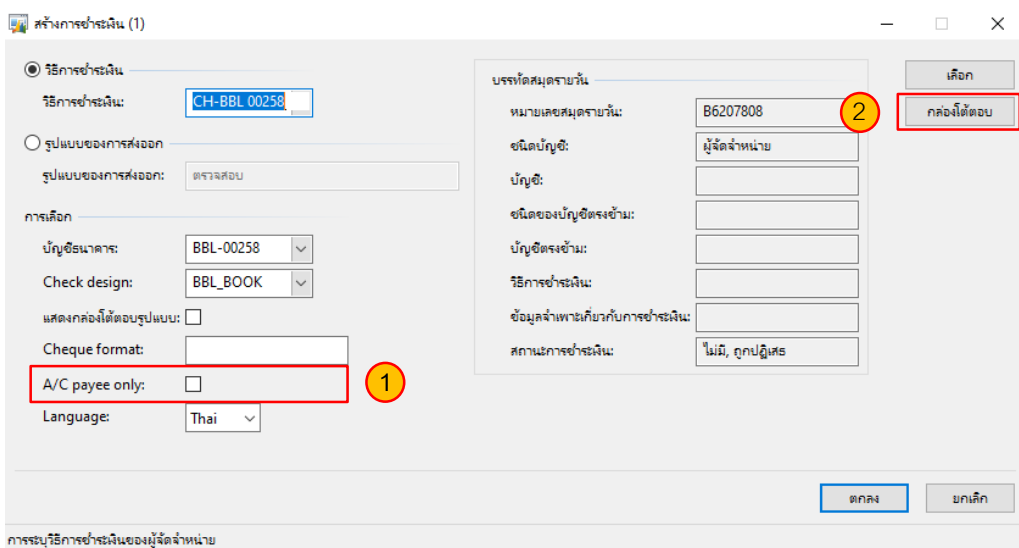 สร้างการชำระเงิน (1)
วิธีการชำระเงิน
วิธีการชำระเงิน: CH-BBL 00258
รูปแบบของการส่งออก
รูปแบบของการส่งออก: ตรวจสอบ
การเลือก
บัญชีธนาคาร: BBL-00258
Check design: BBL_BOOK
แสดงกล่องโต้ตอบรูปแบบ:
Cheque format:
A/C payee only:
1
Language: Thai
บรรทัดสมุดรายวัน
หมายเลขสมุดรายวัน: B6207808
ชนิดบัญชี: ผู้จัดจำหน่าย
บัญชี:
ชนิดของบัญชีตรงข้าม:
บัญชีตรงข้าม:
วิธีการชำระเงิน:
ข้อมูลจำเพาะเกี่ยวกับการชำระเงิน:
สถานะการชำระเงิน: ไม่มี, ถูกปฏิเสธ
เลือก
2
กล่องโต้ตอบ
ตกลง
ยกเลิก
การระบุวิธีการชำระเงินของผู้จัดจำหน่าย